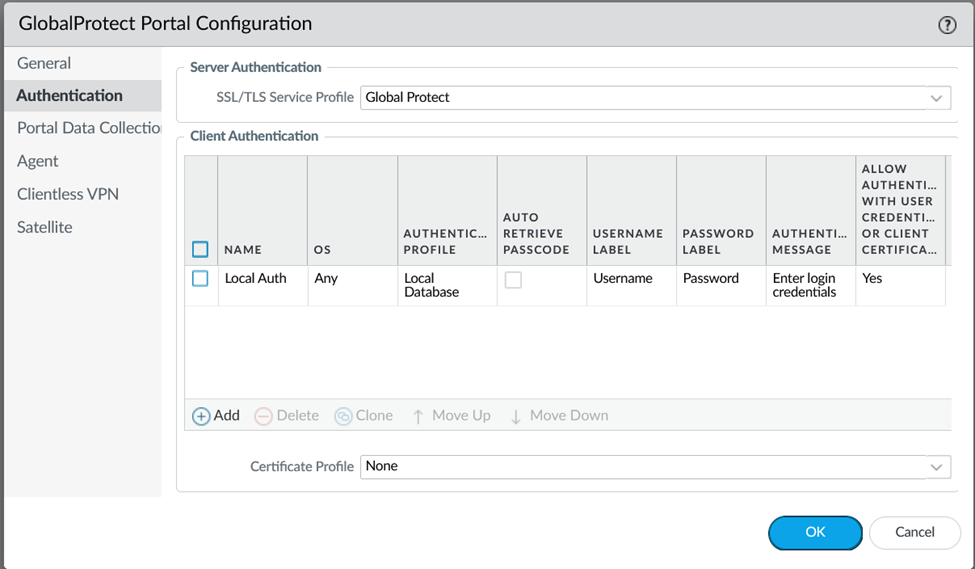 GlobalProtect Portal Configuration
?
General
Authentication
Portal Data Collectio
Agent
Clientless VPN
Satellite
Server Authentication
SSL/TLS Service Profile Global Protect
Client Authentication
NAME
OS
AUTHENTIC...
PROFILE
AUTO
RETRIEVE
PASSCODE
USERNAME
LABEL
PASSWORD
LABEL
AUTHENTI...
MESSAGE
ALLOW
AUTHENTI...
WITH USER
CREDENTI...
OR CLIENT
CERTIFICA...
Local Auth
Any
Local
Database
Username
Password
Enter login
credentials
Yes
Add Delete Clone Move Up Move Down
Certificate Profile None
OK Cancel